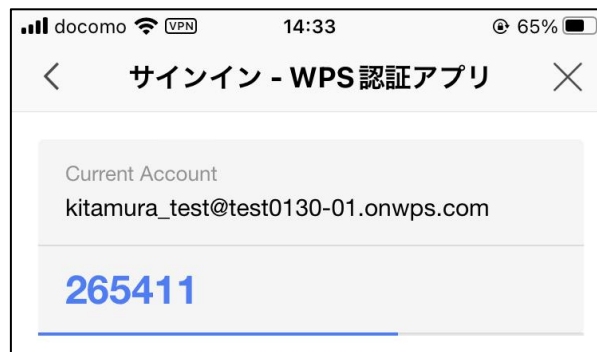 docomo VPN 14:33 65%
サインイン - WPS認証アプリ
Current Account
kitamura_test@test0130-01.onwps.com
265411